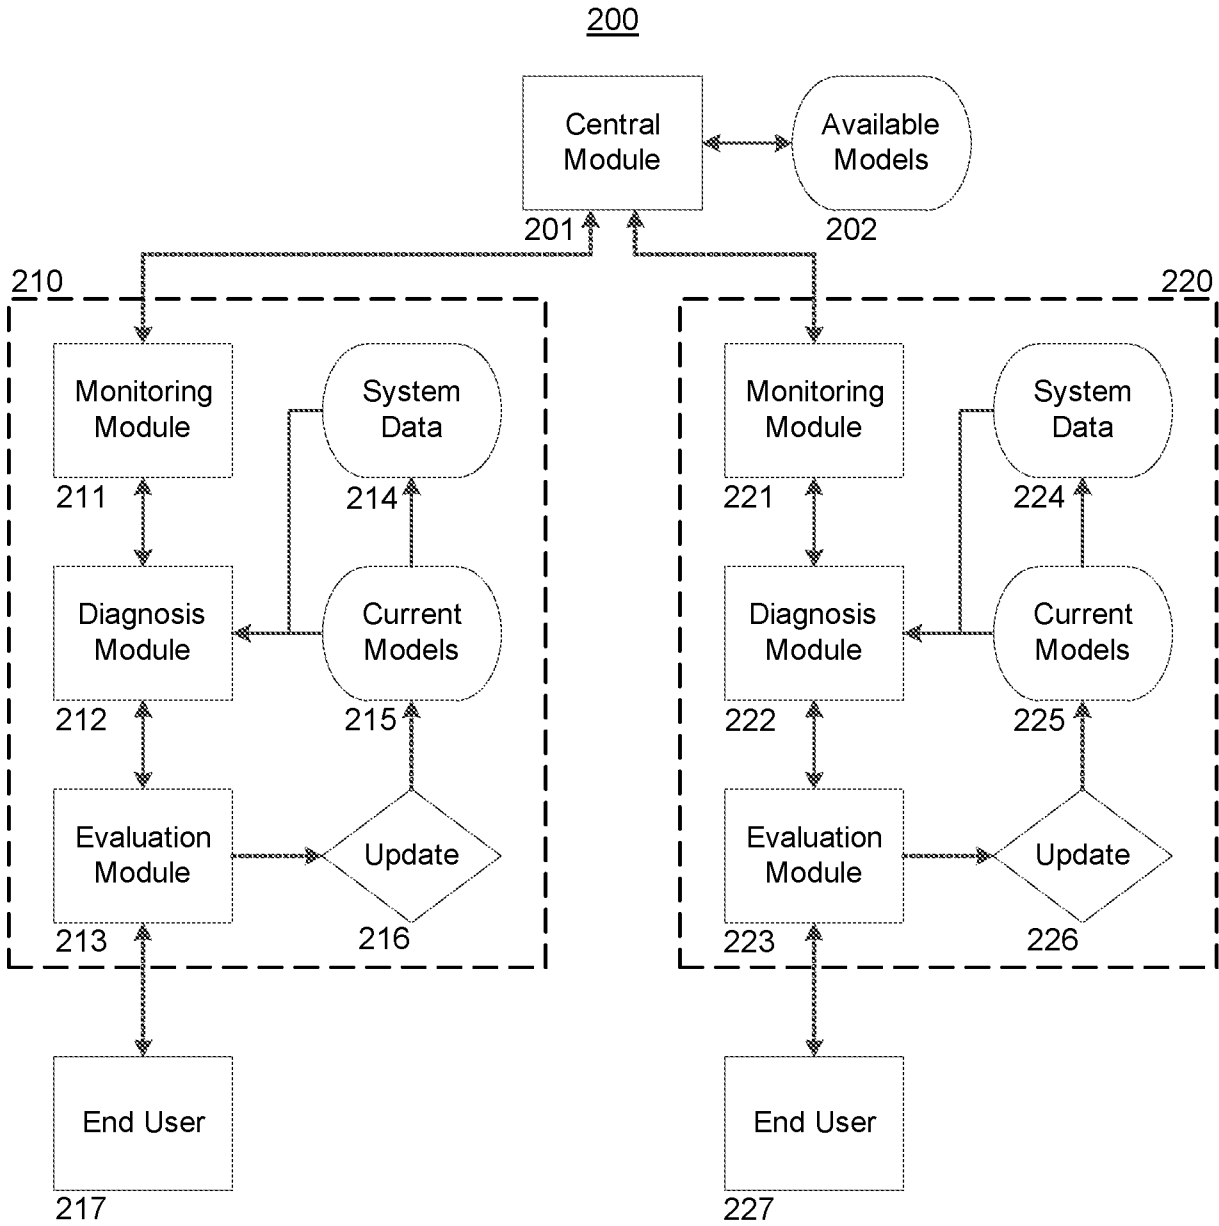 200
Central
Module
201
Available
Models
202
210
Monitoring
Module
211
System
Data
214
Diagnosis
Module
212
Current
Models
215
Evaluation
Module
213
Update
216
End User
217
220
Monitoring
Module
221
System
Data
224
Diagnosis
Module
222
Current
Models
225
Evaluation
Module
223
Update
226
End User
227